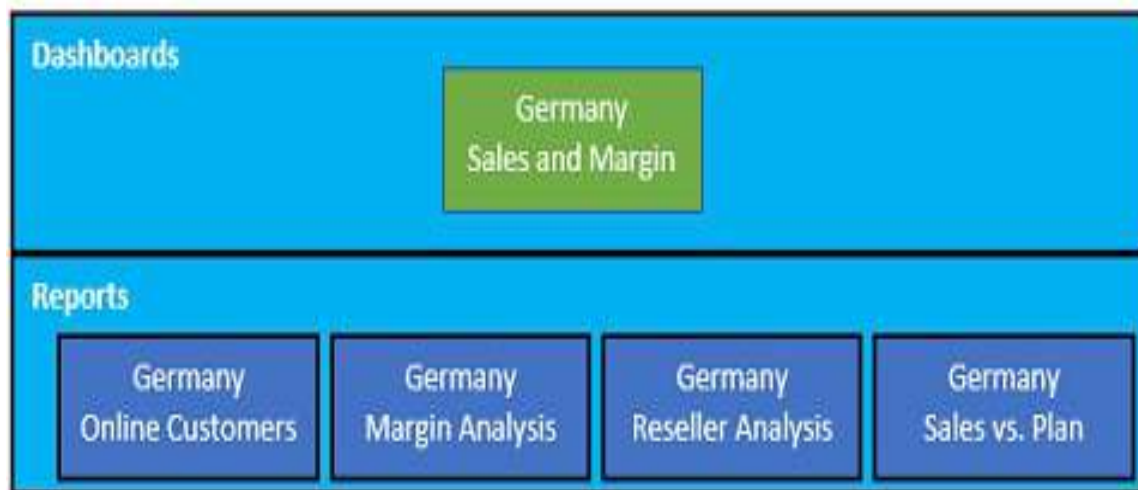 Dashboards
Germany
Sales and Margin
Reports
Germany
Online Customers
Germany
Margin Analysis
Germany
Reseller Analysis
Germany
Sales vs. Plan